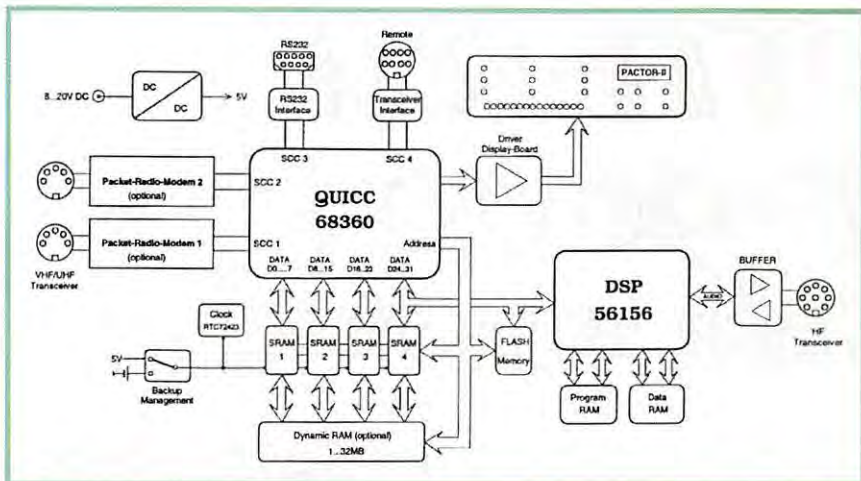 RS232
Remote
8...20V DC
DC
DC
5V
RS232
Interface
Transceiver
Interface
PACTOR-II
Driver
Display-Board
SCC 3
SCC 4
Packet-Radio-Modem 2
(optional)
SCC 2
QUICC
68360
Packet-Radio-Modem 1
(optional)
SCC 1
Address
VHF/UHF
Transceiver
DATA
D0....7
DATA
D8...15
DATA
D16...23
DATA
D24...31
DSP
56156
BUFFER
AUDIO
HF
Transceiver
Clock
RTC72423
SRAM
1
SRAM
2
SRAM
3
SRAM
4
FLASH
Memory
5V
Backup
Management
Program
RAM
Data
RAM
Dynamic RAM (optional)
1...32MB